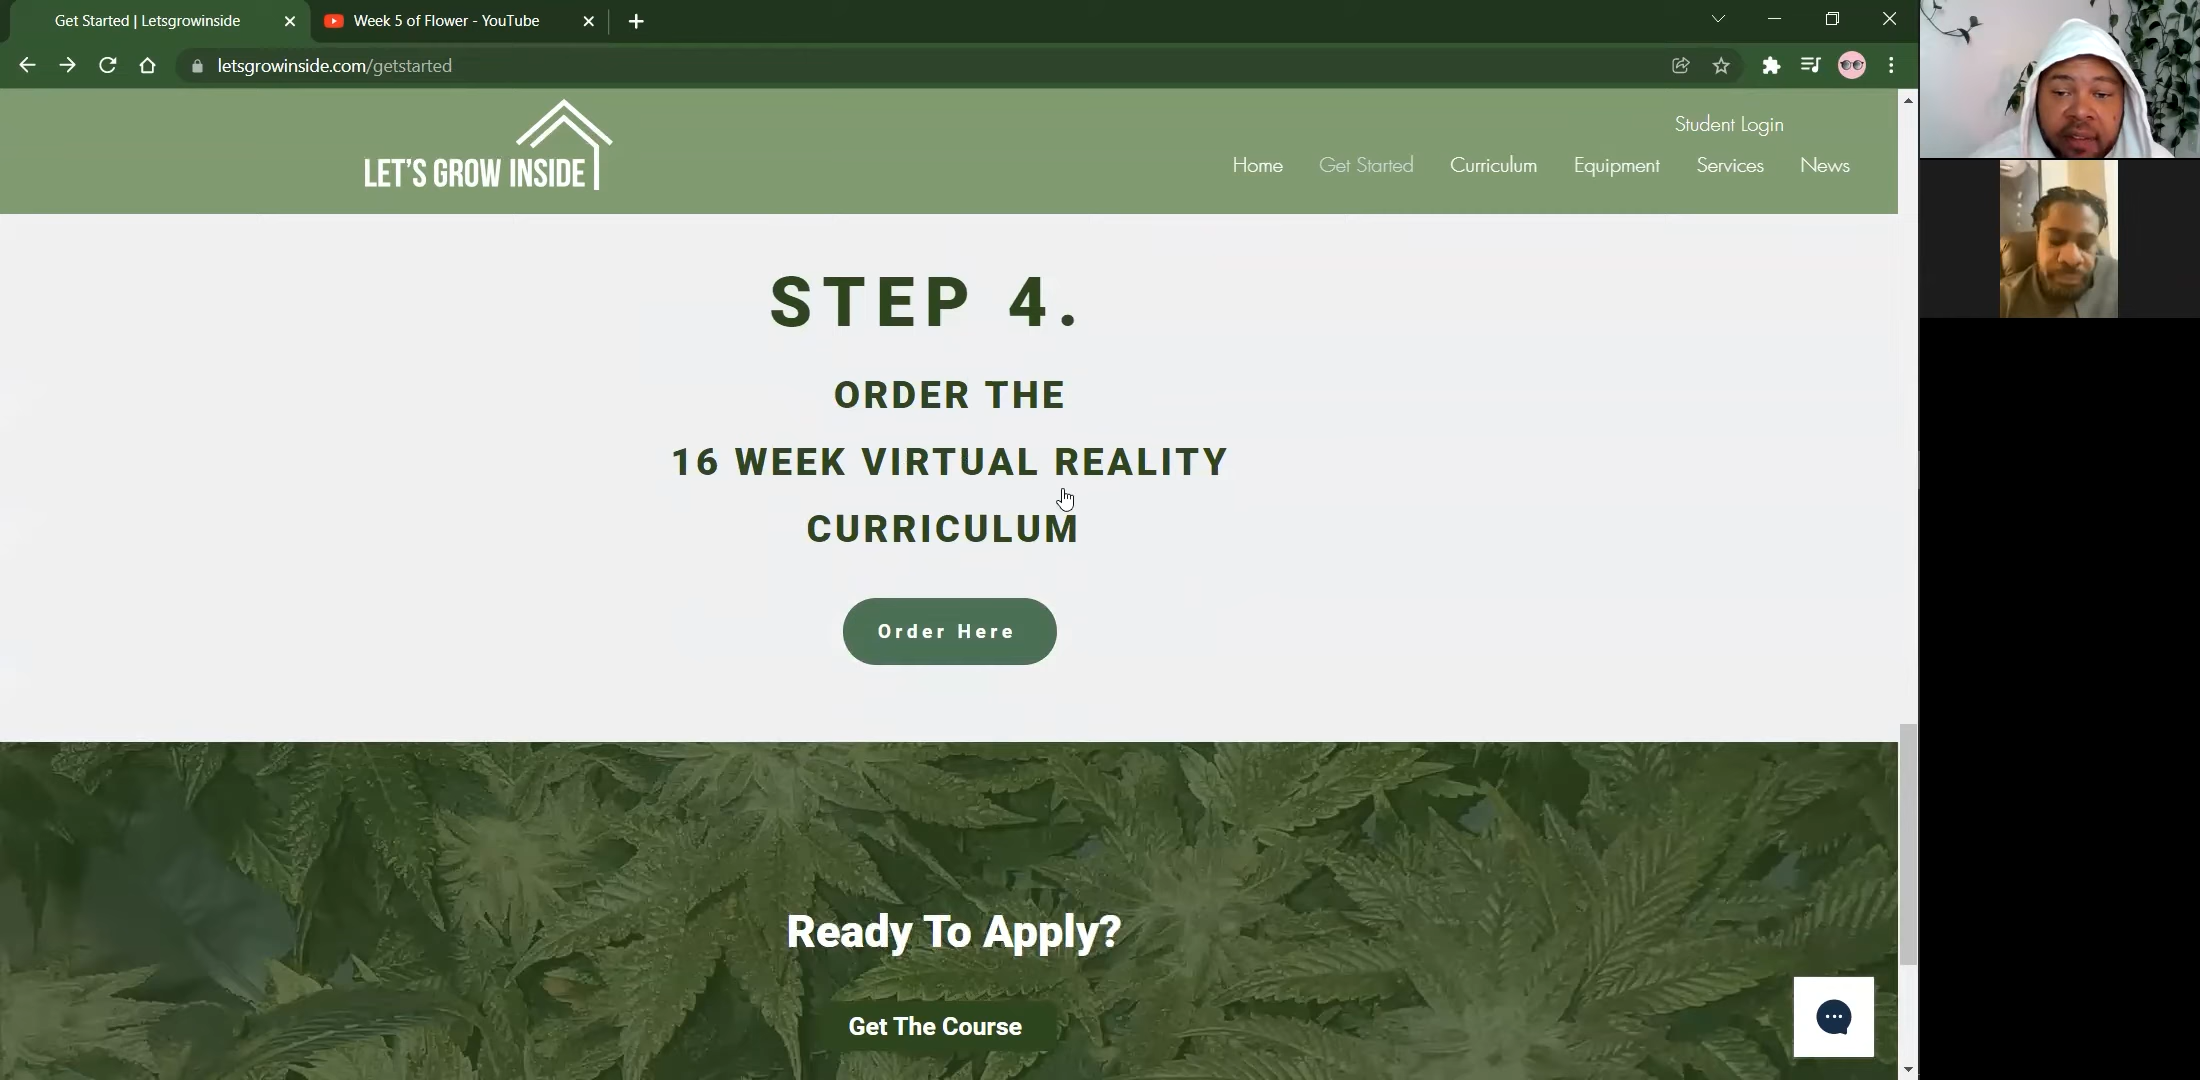 Get Started | Letsgrowinside
Week 5 of Flower - YouTube
letsgrowinside.com/getstarted
LET'S GROW INSIDE
Student Login
Home Get Started Curriculum Equipment Services News
STEP 4.
ORDER THE
16 WEEK VIRTUAL REALITY
CURRICULUM
Order Here
Ready To Apply?
Get The Course